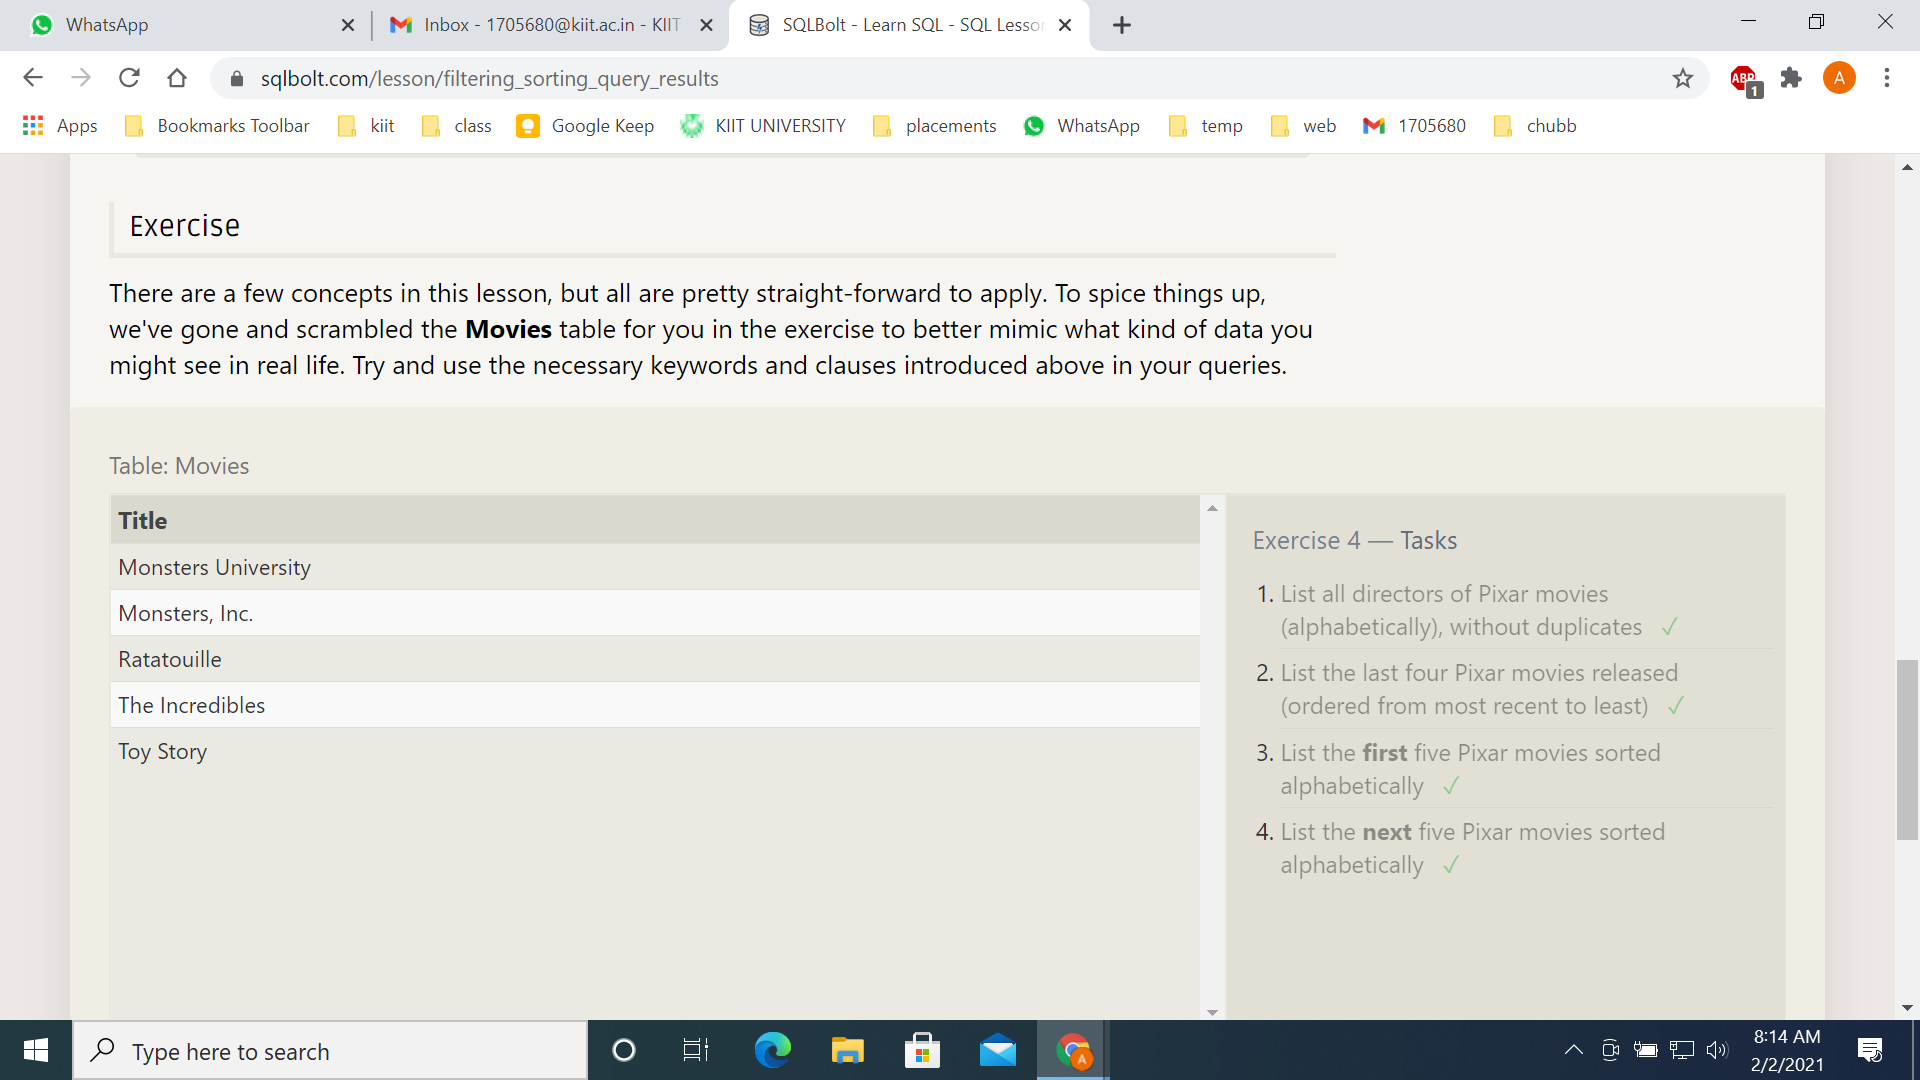 WhatsApp
Inbox - 1705680@kiit.ac.in - KIIT
SQLBolt - Learn SQL - SQL Lesson
sqlbolt.com/lesson/filtering_sorting_query_results
ABP
1
A
Apps
Bookmarks Toolbar
kiit
class
Google Keep
KIIT UNIVERSITY
placements
WhatsApp
temp
web
1705680
chubb
Exercise
There are a few concepts in this lesson, but all are pretty straight-forward to apply. To spice things up,
we've gone and scrambled the Movies table for you in the exercise to better mimic what kind of data you
might see in real life. Try and use the necessary keywords and clauses introduced above in your queries.
Table: Movies
Title
Monsters University
Monsters, Inc.
Ratatouille
The Incredibles
Toy Story
Exercise 4 — Tasks
1. List all directors of Pixar movies
(alphabetically), without duplicates ✓
2. List the last four Pixar movies released
(ordered from most recent to least) ✓
3. List the first five Pixar movies sorted
alphabetically ✓
4. List the next five Pixar movies sorted
alphabetically ✓
Type here to search
A
8:14 AM
2/2/2021